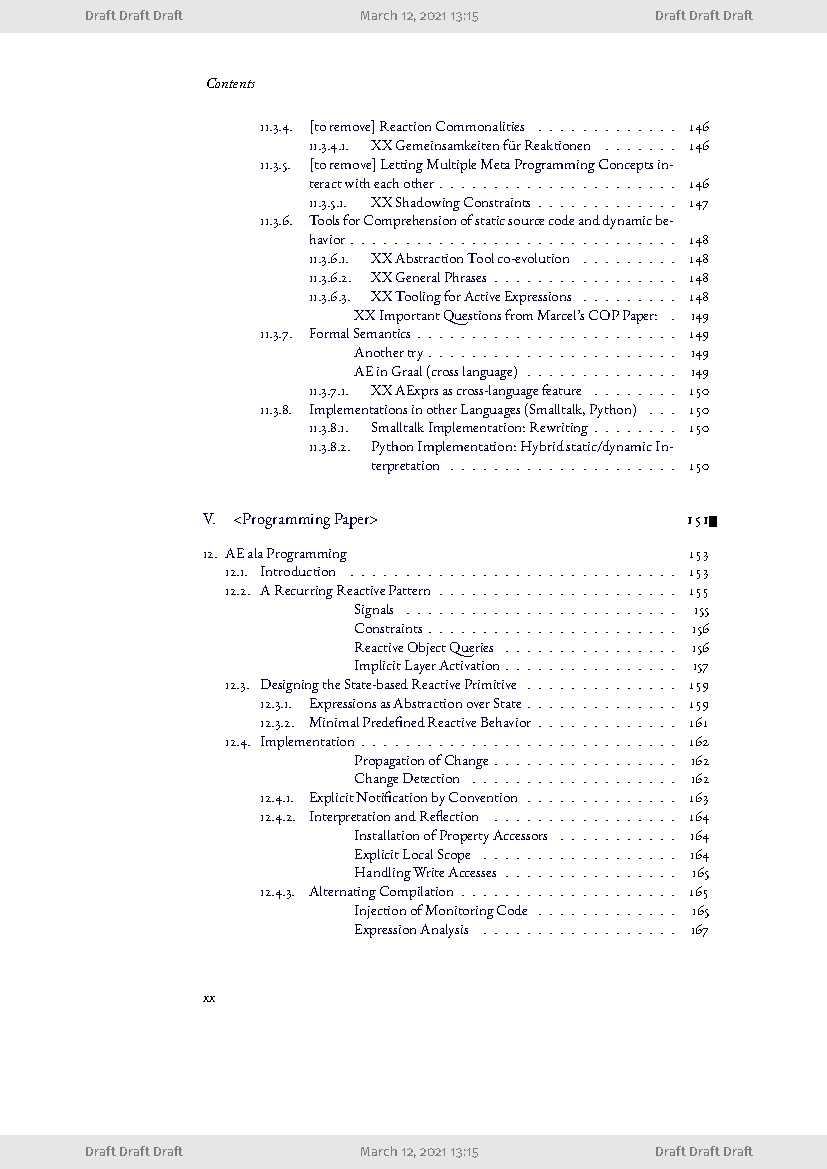 Draft Draft Draft March 12, 2021 13:15 Draft Draft Draft
Contents
11.3.4. [to remove] Reaction Commonalities . . . . . . . . . . . . . 146
11.3.4.1. XX Gemeinsamkeiten für Reaktionen . . . . . . . 146
11.3.5. [to remove] Letting Multiple Meta Programming Concepts in-
teract with each other . . . . . . . . . . . . . . . . . . . . . . 146
11.3.5.1. XX Shadowing Constraints . . . . . . . . . . . . . 147
11.3.6. Tools for Comprehension of static source code and dynamic be-
havior . . . . . . . . . . . . . . . . . . . . . . . . . . . . . . 148
11.3.6.1. XX Abstraction Tool co-evolution . . . . . . . . . 148
11.3.6.2. XX General Phrases . . . . . . . . . . . . . . . . . 148
11.3.6.3. XX Tooling for Active Expressions . . . . . . . . . 148
XX Important Questions from Marcel's COP Paper: . 149
11.3.7. Formal Semantics . . . . . . . . . . . . . . . . . . . . . . . . 149
Another try . . . . . . . . . . . . . . . . . . . . . . . 149
AE in Graal (cross language) . . . . . . . . . . . . . . 149
11.3.7.1. XX AExprs as cross-language feature . . . . . . . . 150
11.3.8. Implementations in other Languages (Smalltalk, Python) . . . 150
11.3.8.1. Smalltalk Implementation: Rewriting . . . . . . . . 150
11.3.8.2. Python Implementation: Hybrid static/dynamic In-
terpretation . . . . . . . . . . . . . . . . . . . . . 150
V. <Programming Paper> 151
12. AE ala Programming 153
12.1. Introduction . . . . . . . . . . . . . . . . . . . . . . . . . . . . . . 153
12.2. A Recurring Reactive Pattern . . . . . . . . . . . . . . . . . . . . . . 155
Signals . . . . . . . . . . . . . . . . . . . . . . . . . 155
Constraints . . . . . . . . . . . . . . . . . . . . . . . 156
Reactive Object Queries . . . . . . . . . . . . . . . . 156
Implicit Layer Activation . . . . . . . . . . . . . . . . 157
12.3. Designing the State-based Reactive Primitive . . . . . . . . . . . . . . 159
12.3.1. Expressions as Abstraction over State . . . . . . . . . . . . . . 159
12.3.2. Minimal Predefined Reactive Behavior . . . . . . . . . . . . . 161
12.4. Implementation . . . . . . . . . . . . . . . . . . . . . . . . . . . . . 162
Propagation of Change . . . . . . . . . . . . . . . . . 162
Change Detection . . . . . . . . . . . . . . . . . . . 162
12.4.1. Explicit Notification by Convention . . . . . . . . . . . . . . 163
12.4.2. Interpretation and Reflection . . . . . . . . . . . . . . . . . 164
Installation of Property Accessors . . . . . . . . . . . 164
Explicit Local Scope . . . . . . . . . . . . . . . . . . 164
Handling Write Accesses . . . . . . . . . . . . . . . . 165
12.4.3. Alternating Compilation . . . . . . . . . . . . . . . . . . . . 165
Injection of Monitoring Code . . . . . . . . . . . . . 165
Expression Analysis . . . . . . . . . . . . . . . . . . 167
xx
Draft Draft Draft March 12, 2021 13:15 Draft Draft Draft